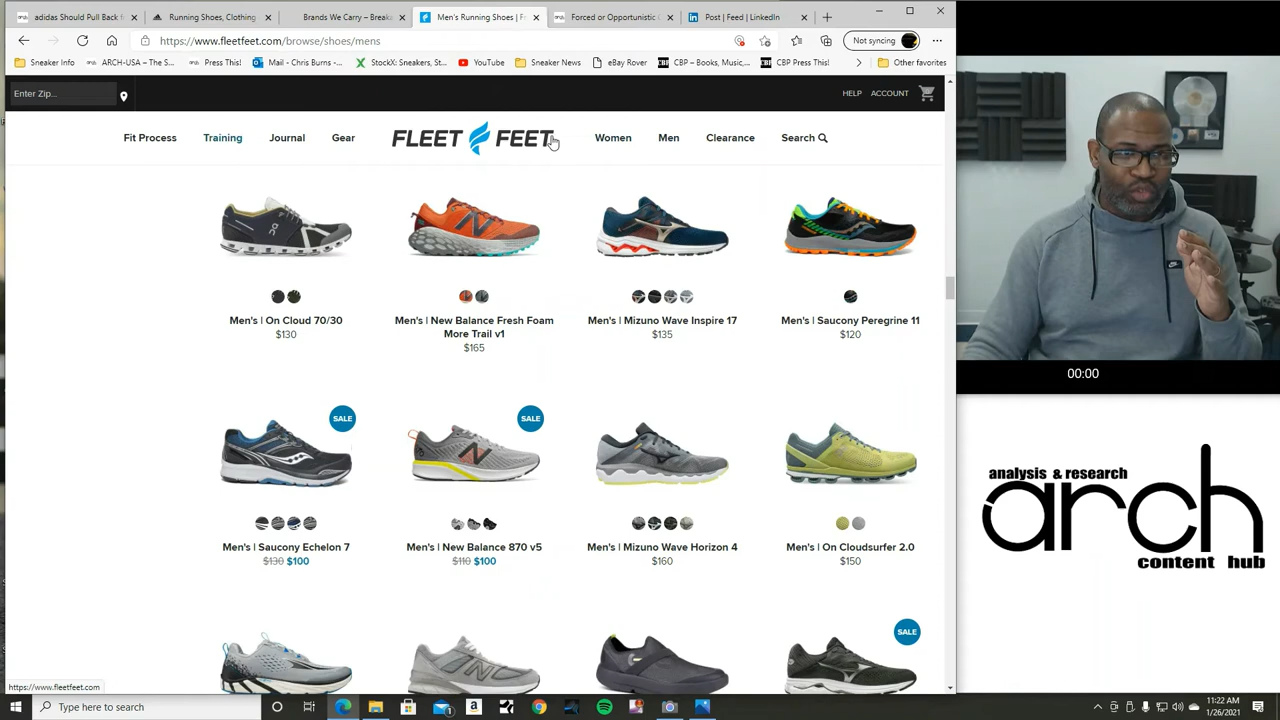 adidas Should Pull Back f
Running Shoes, Clothing
Brands We Carry – Breaka
Men's Running Shoes | Fr
Forced or Opportunistic C
Post | Feed | LinkedIn
https://www.fleetfeet.com/browse/shoes/mens
Not syncing
Sneaker Info
ARCH-USA – The S...
Press This!
Mail - Chris Burns -...
StockX: Sneakers, St...
YouTube
Sneaker News
eBay Rover
CBP – Books, Music,...
CBP Press This!
Other favorites
Enter Zip...
HELP
ACCOUNT
Fit Process
Training
Journal
Gear
FLEET FEET
Women
Men
Clearance
Search
Men's | On Cloud 70/30
$130
Men's | New Balance Fresh Foam
More Trail v1
$165
Men's | Mizuno Wave Inspire 17
$135
Men's | Saucony Peregrine 11
$120
SALE
SALE
Men's | Saucony Echelon 7
$130 $100
Men's | New Balance 870 v5
$110 $100
Men's | Mizuno Wave Horizon 4
$160
Men's | On Cloudsurfer 2.0
$150
SALE
https://www.fleetfeet.com
00:00
analysis & research
arch
content hub
Type here to search
11:22 AM
1/26/2021